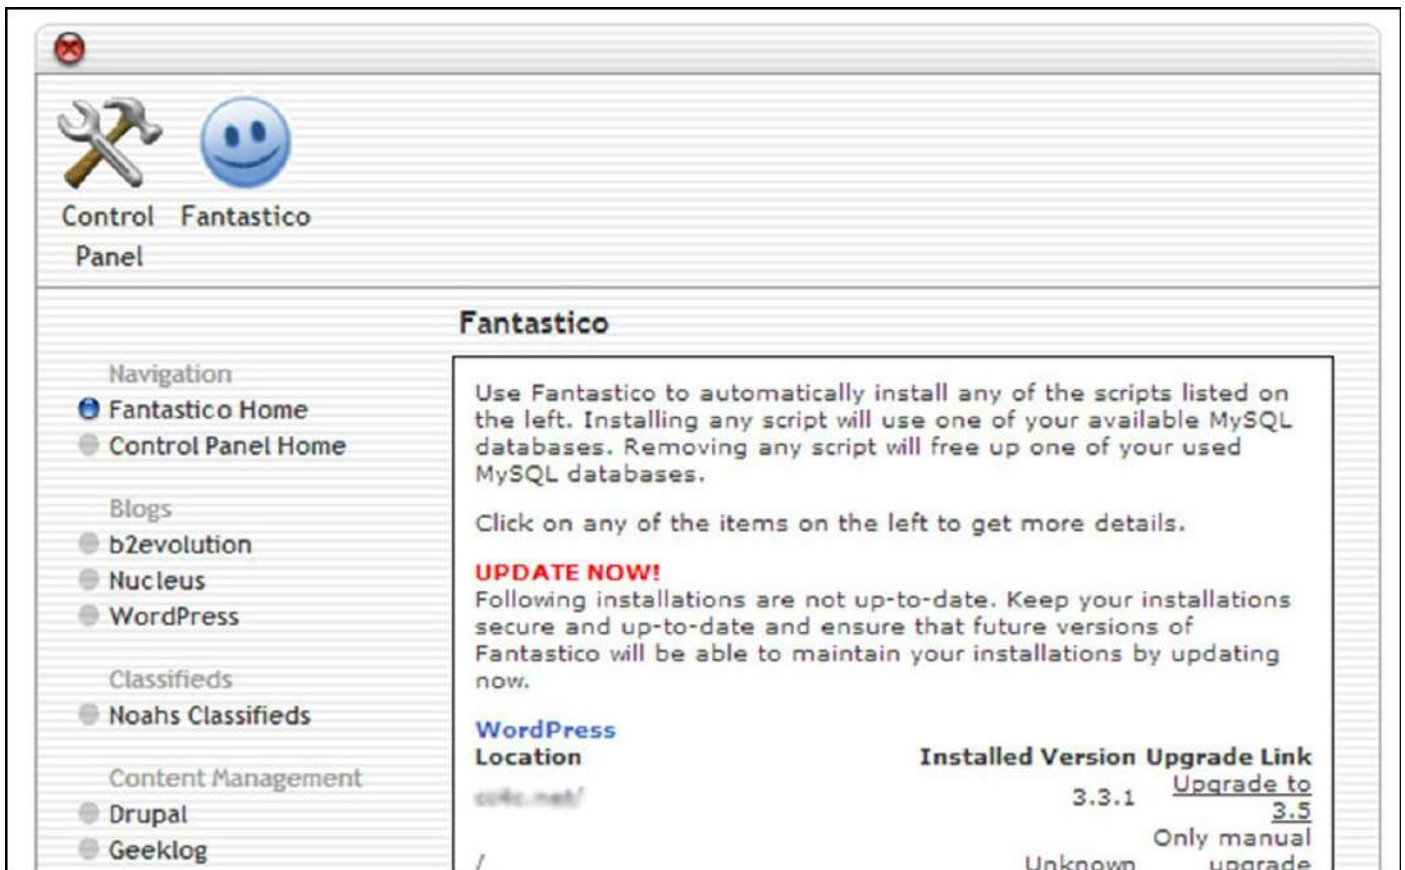 Control Fantastico
Panel
Fantastico
Navigation
Fantastico Home
Control Panel Home
Blogs
b2evolution
Nucleus
WordPress
Classifieds
Noahs Classifieds
Content Management
Drupal
Geeklog
Use Fantastico to automatically install any of the scripts listed on
the left. Installing any script will use one of your available MySQL
databases. Removing any script will free up one of your used
MySQL databases.
Click on any of the items on the left to get more details.
UPDATE NOW!
Following installations are not up-to-date. Keep your installations
secure and up-to-date and ensure that future versions of
Fantastico will be able to maintain your installations by updating
now.
WordPress
Location Installed Version Upgrade Link
3.3.1 Upgrade to
3.5
Only manual
/ Unknown upgrade